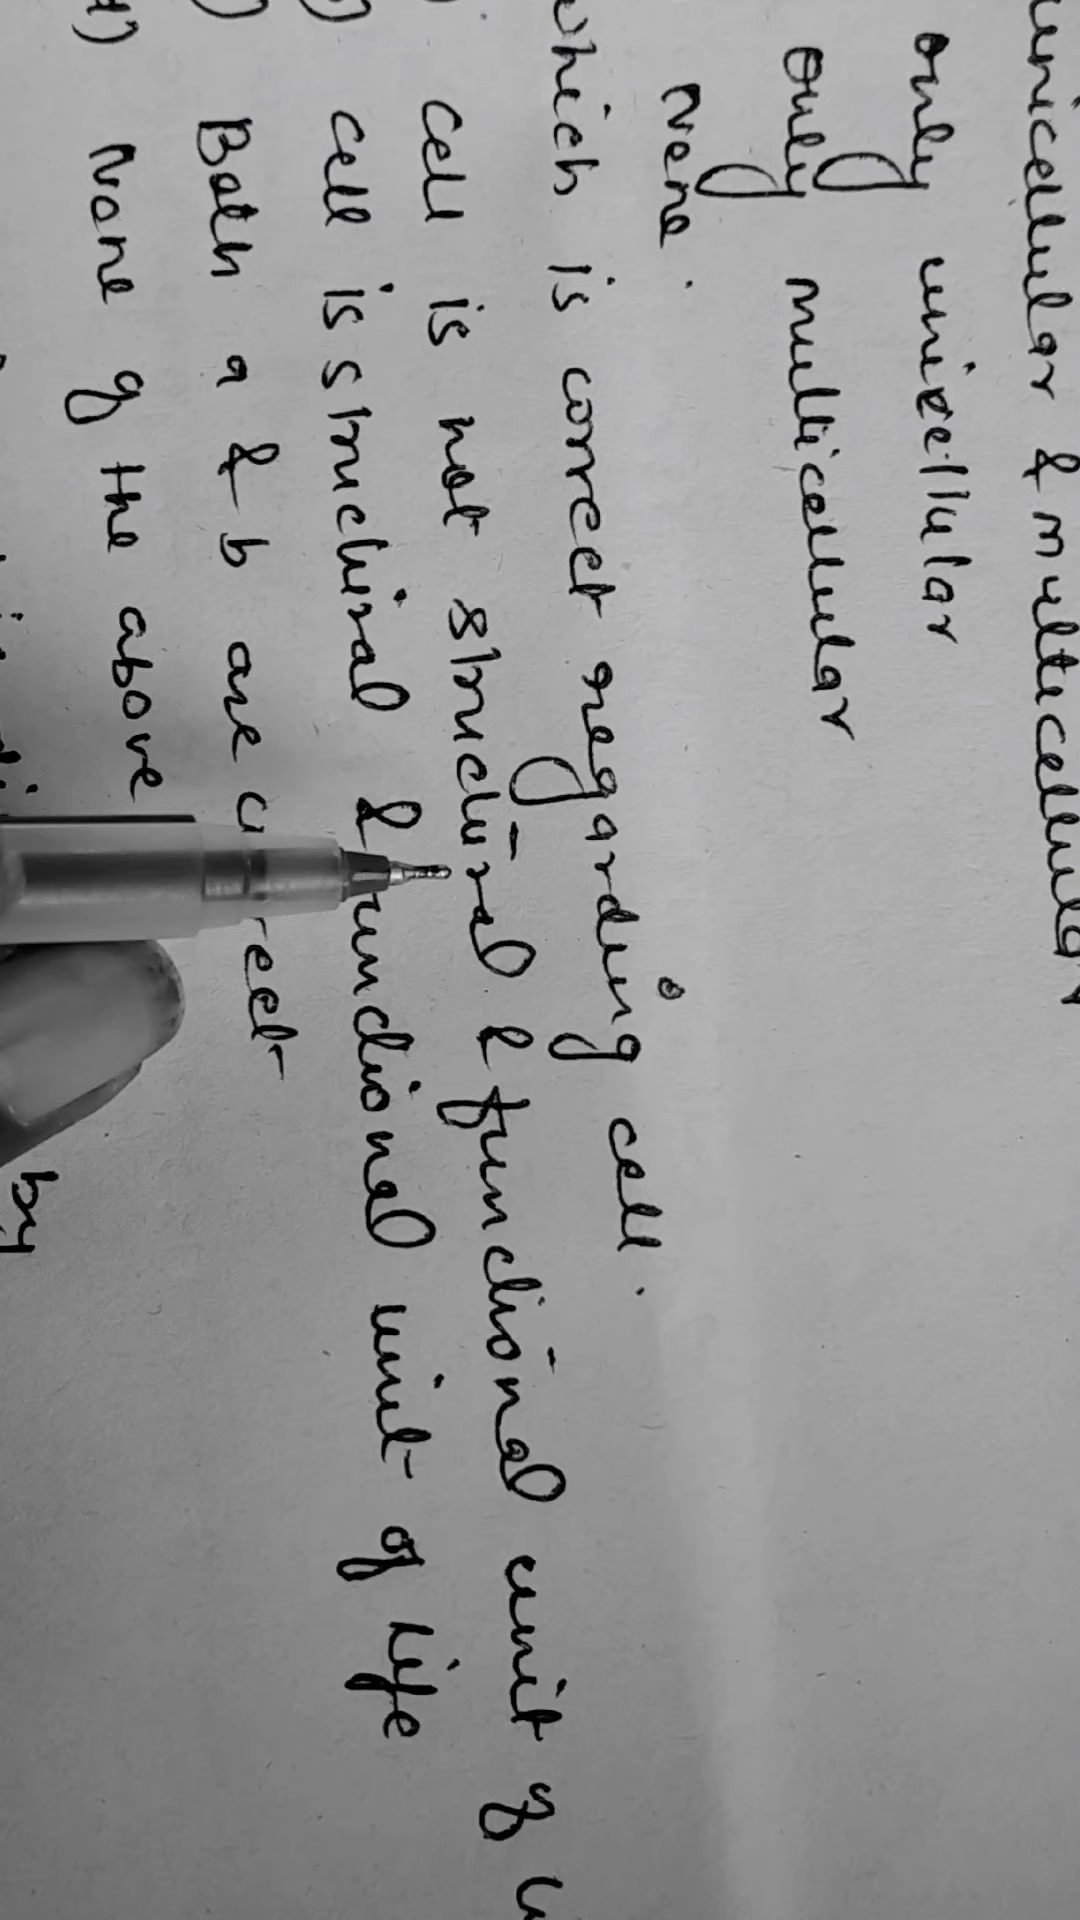 unicellular & multicellular
only unicellular
only multicellular
None.
which is correct regarding cell.
cell is not structural & functional unit of
cell is structural & functional unit of Life
Both a & b are correct
None of the above
by